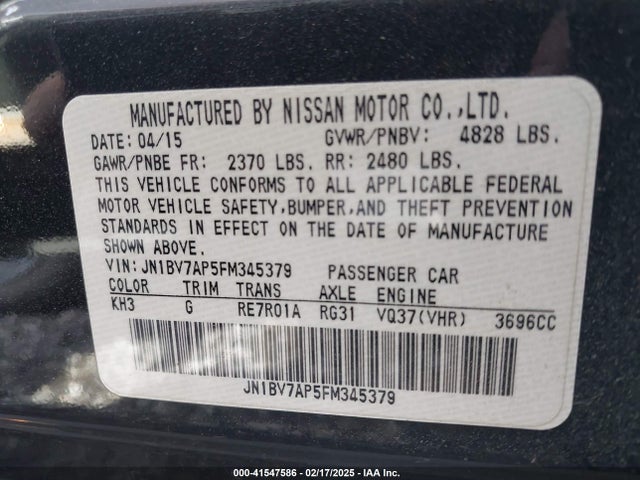 MANUFACTURED BY NISSAN MOTOR CO.,LTD.
DATE: 04/15 GVWR/PNBV: 4828 LBS.
GAWR/PNBE FR: 2370 LBS. RR: 2480 LBS.
THIS VEHICLE CONFORMS TO ALL APPLICABLE FEDERAL
MOTOR VEHICLE SAFETY,BUMPER,AND THEFT PREVENTION
STANDARDS IN EFFECT ON THE DATE OF MANUFACTURE
SHOWN ABOVE.
VIN:JN1BV7AP5FM345379 PASSENGER CAR
COLOR TRIM TRANS AXLE ENGINE
KH3 G RE7R01A RG31 VQ37(VHR) 3696CC
JN1BV7AP5FM345379
000-41547586 - 02/17/2025 - IAA Inc.